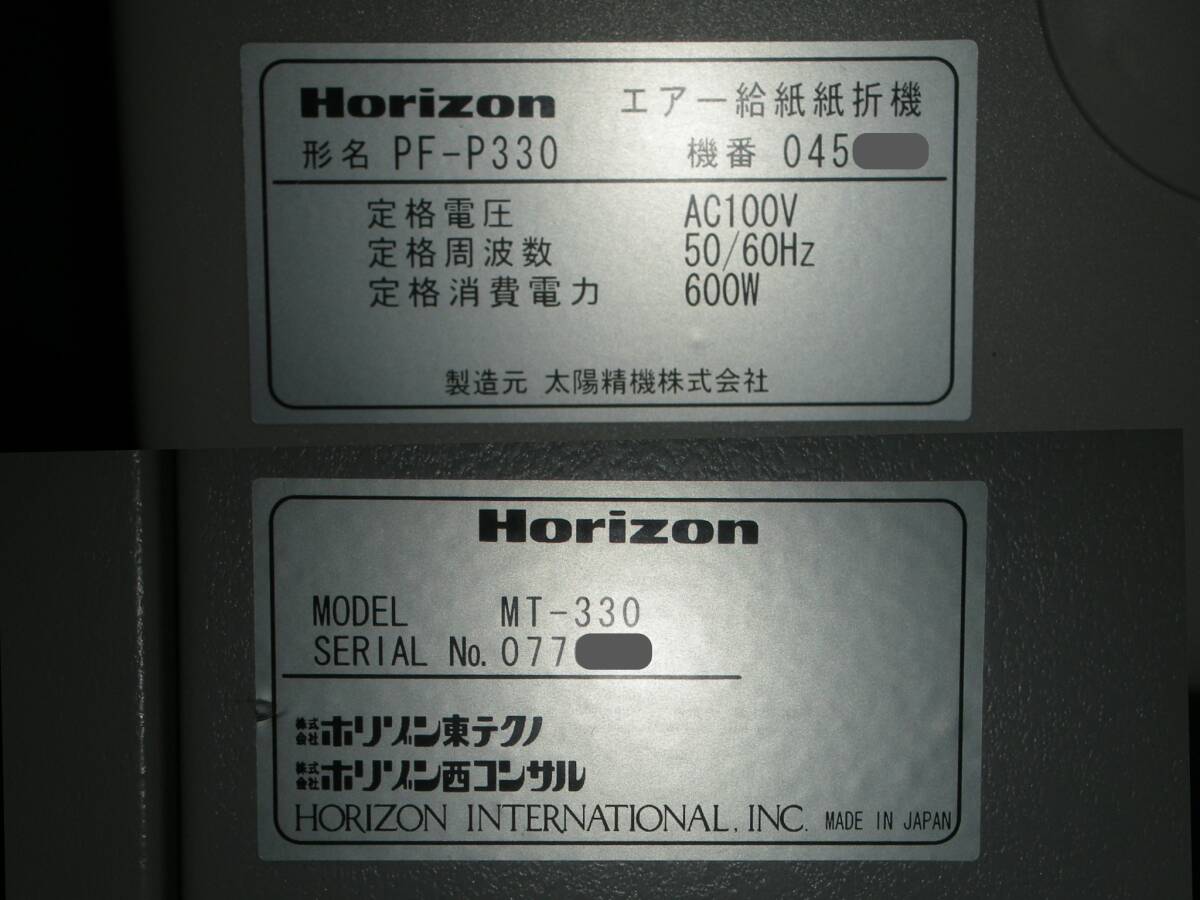 Horizon エアー給紙紙折機
形名 PF-P330 機番 045
定格電圧 AC100V
定格周波数 50/60Hz
定格消費電力 600W
製造元 太陽精機株式会社
Horizon
MODEL MT-330
SERIAL No. 077
株式会社ホリゾン東テクノ
株式会社ホリゾン西コンサル
HORIZON INTERNATIONAL, INC. MADE IN JAPAN